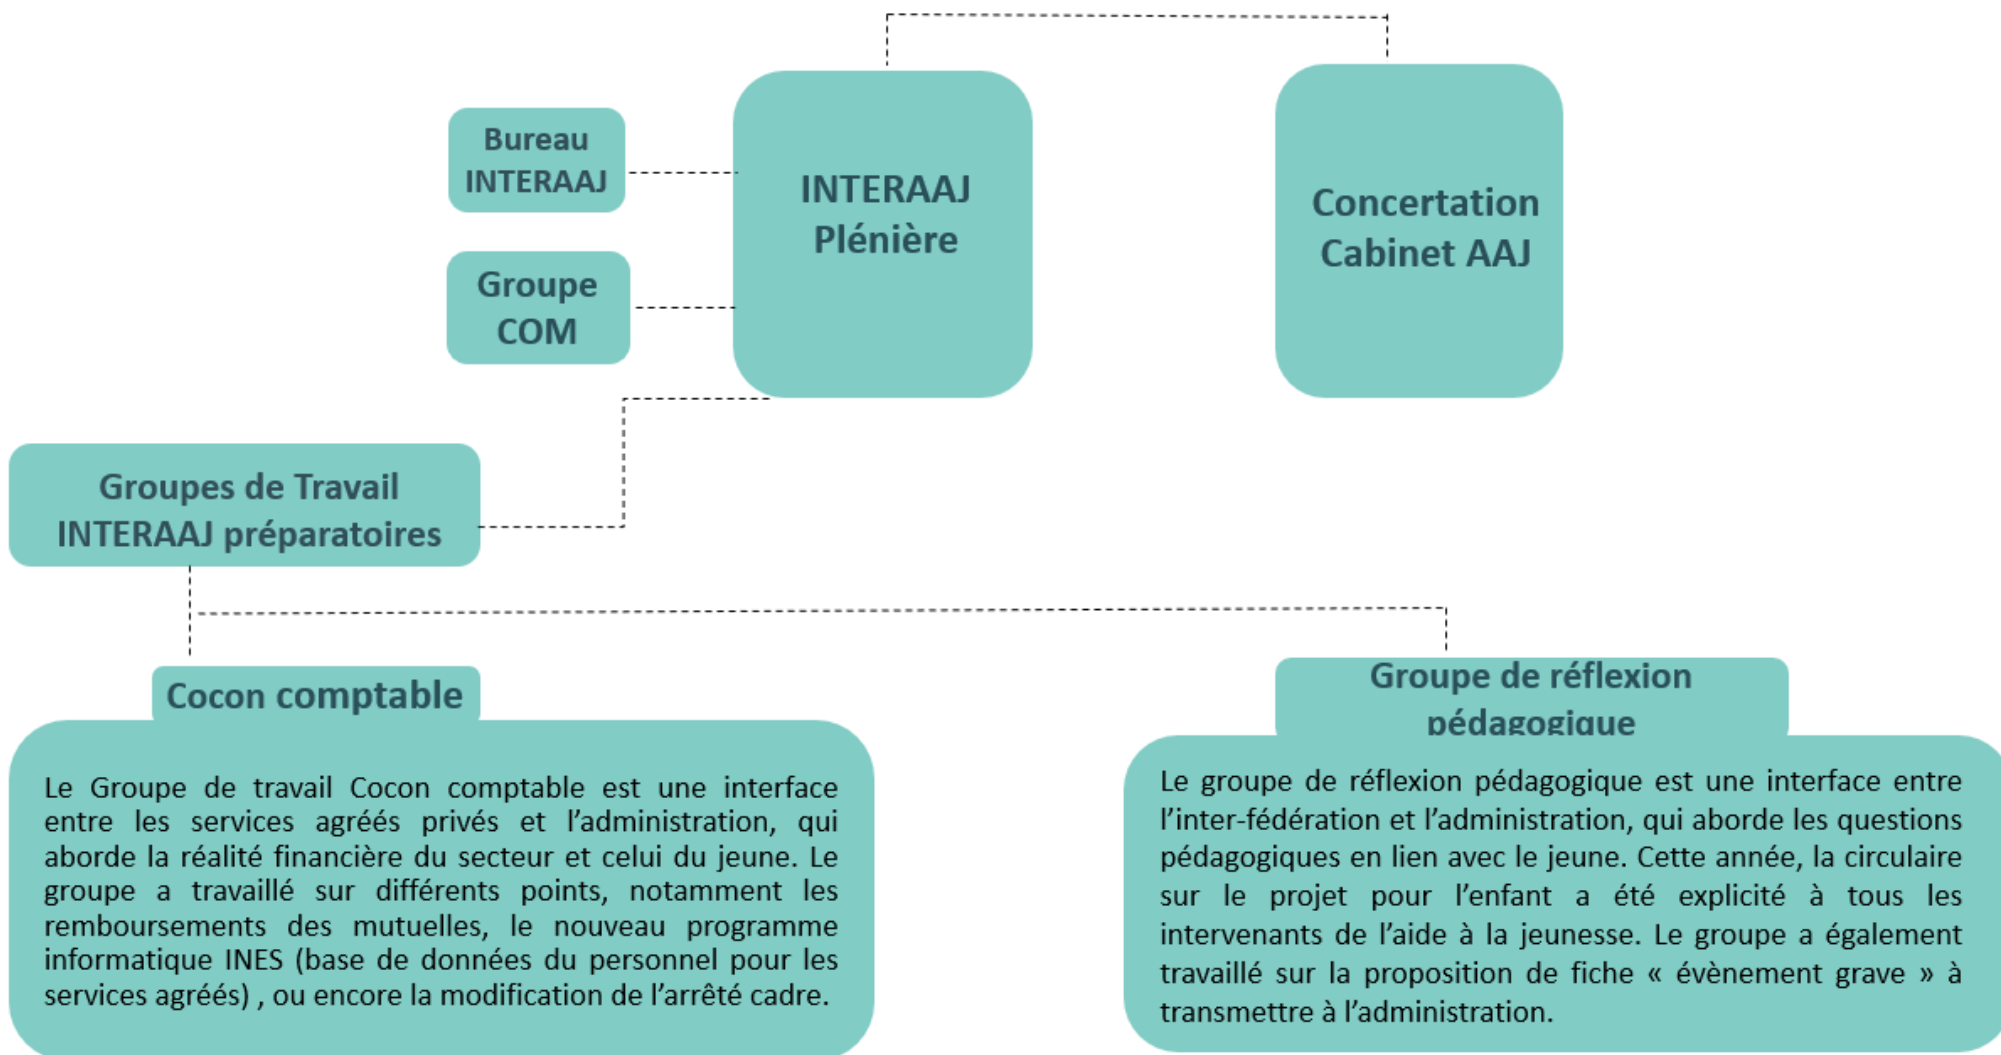 Bureau
INTERAAJ
INTERAAJ
Plénière
Concertation
Cabinet AAJ
Groupe
COM
Groupes de Travail
INTERAAJ préparatoires
Cocon comptable
Le Groupe de travail Cocon comptable est une interface
entre les services agréés privés et l’administration, qui
aborde la réalité financière du secteur et celui du jeune. Le
groupe a travaillé sur différents points, notamment les
remboursements des mutuelles, le nouveau programme
informatique INES (base de données du personnel pour les
services agréés) , ou encore la modification de l’arrêté cadre.
Groupe de réflexion
pédagogique
Le groupe de réflexion pédagogique est une interface entre
l’inter-fédération et l’administration, qui aborde les questions
pédagogiques en lien avec le jeune. Cette année, la circulaire
sur le projet pour l’enfant a été explicité à tous les
intervenants de l’aide à la jeunesse. Le groupe a également
travaillé sur la proposition de fiche « évènement grave » à
transmettre à l’administration.